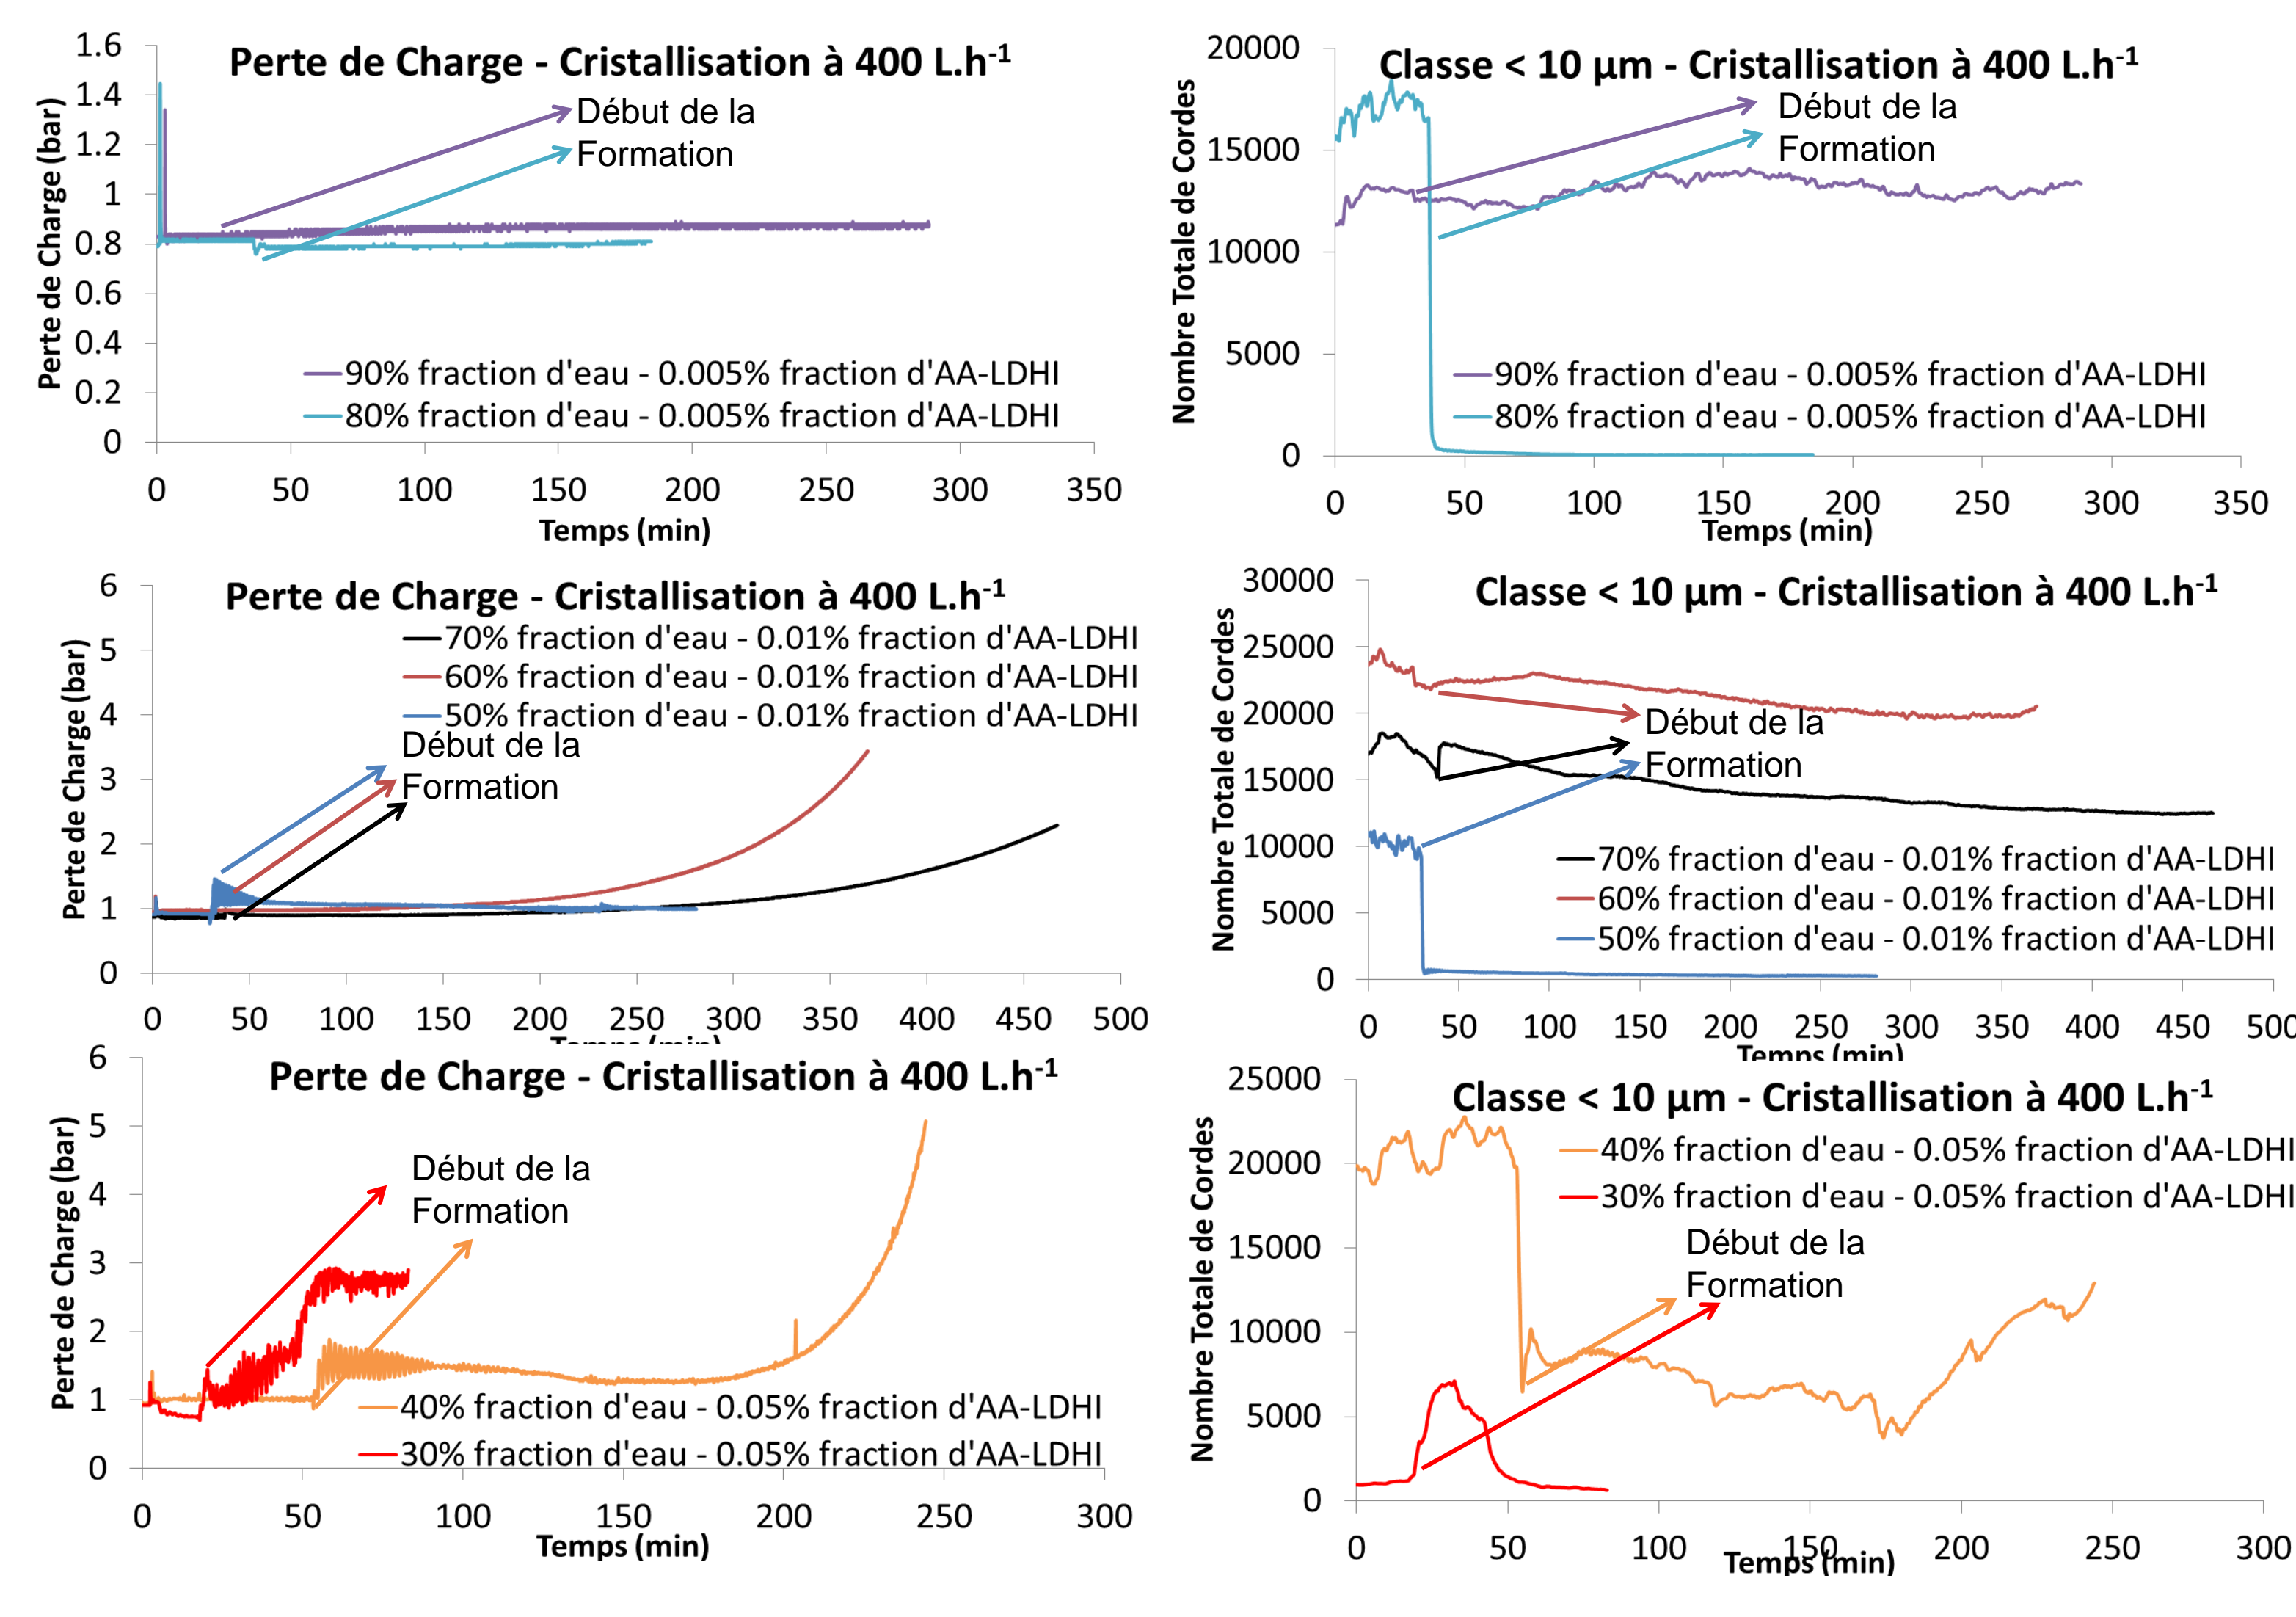 Perte de Charge - Cristallisation à 400 L.h-1
Perte de Charge (bar)
1.6
1.4
1.2
1
0.8
0.6
0.4
0.2
0
Début de la
Formation
90% fraction d'eau - 0.005% fraction d'AA-LDHI
80% fraction d'eau - 0.005% fraction d'AA-LDHI
0 50 100 150 200 250 300 350
Temps (min)
Classe < 10 µm - Cristallisation à 400 L.h-1
Nombre Totale de Cordes
20000
15000
10000
5000
0
Début de la
Formation
90% fraction d'eau - 0.005% fraction d'AA-LDHI
80% fraction d'eau - 0.005% fraction d'AA-LDHI
0 50 100 150 200 250 300 350
Temps (min)
Perte de Charge - Cristallisation à 400 L.h-1
Perte de Charge (bar)
6
5
4
3
2
1
0
70% fraction d'eau - 0.01% fraction d'AA-LDHI
60% fraction d'eau - 0.01% fraction d'AA-LDHI
50% fraction d'eau - 0.01% fraction d'AA-LDHI
Début de la
Formation
0 50 100 150 200 250 300 350 400 450 500
Temps (min)
Classe < 10 µm - Cristallisation à 400 L.h-1
Nombre Totale de Cordes
30000
25000
20000
15000
10000
5000
0
Début de la
Formation
70% fraction d'eau - 0.01% fraction d'AA-LDHI
60% fraction d'eau - 0.01% fraction d'AA-LDHI
50% fraction d'eau - 0.01% fraction d'AA-LDHI
0 50 100 150 200 250 300 350 400 450 500
Temps (min)
Perte de Charge - Cristallisation à 400 L.h-1
Perte de Charge (bar)
6
5
4
3
2
1
0
Début de la
Formation
40% fraction d'eau - 0.05% fraction d'AA-LDHI
30% fraction d'eau - 0.05% fraction d'AA-LDHI
0 50 100 150 200 250 300
Temps (min)
Classe < 10 µm - Cristallisation à 400 L.h-1
Nombre Totale de Cordes
25000
20000
15000
10000
5000
0
40% fraction d'eau - 0.05% fraction d'AA-LDHI
30% fraction d'eau - 0.05% fraction d'AA-LDHI
Début de la
Formation
0 50 100 150 200 250 300
Temps (min)